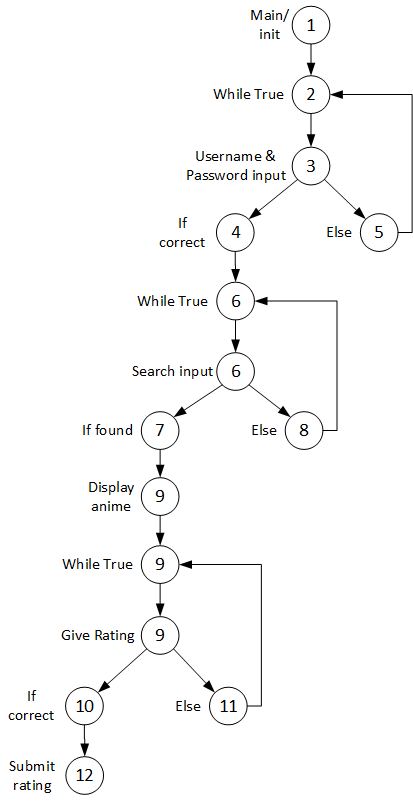 Main/
init
1
While True
2
Username &
Password input
3
If
correct
4
Else
5
While True
6
Search input
6
If found
7
Else
8
Display
anime
9
While True
9
Give Rating
9
If
correct
10
Else
11
Submit
rating
12